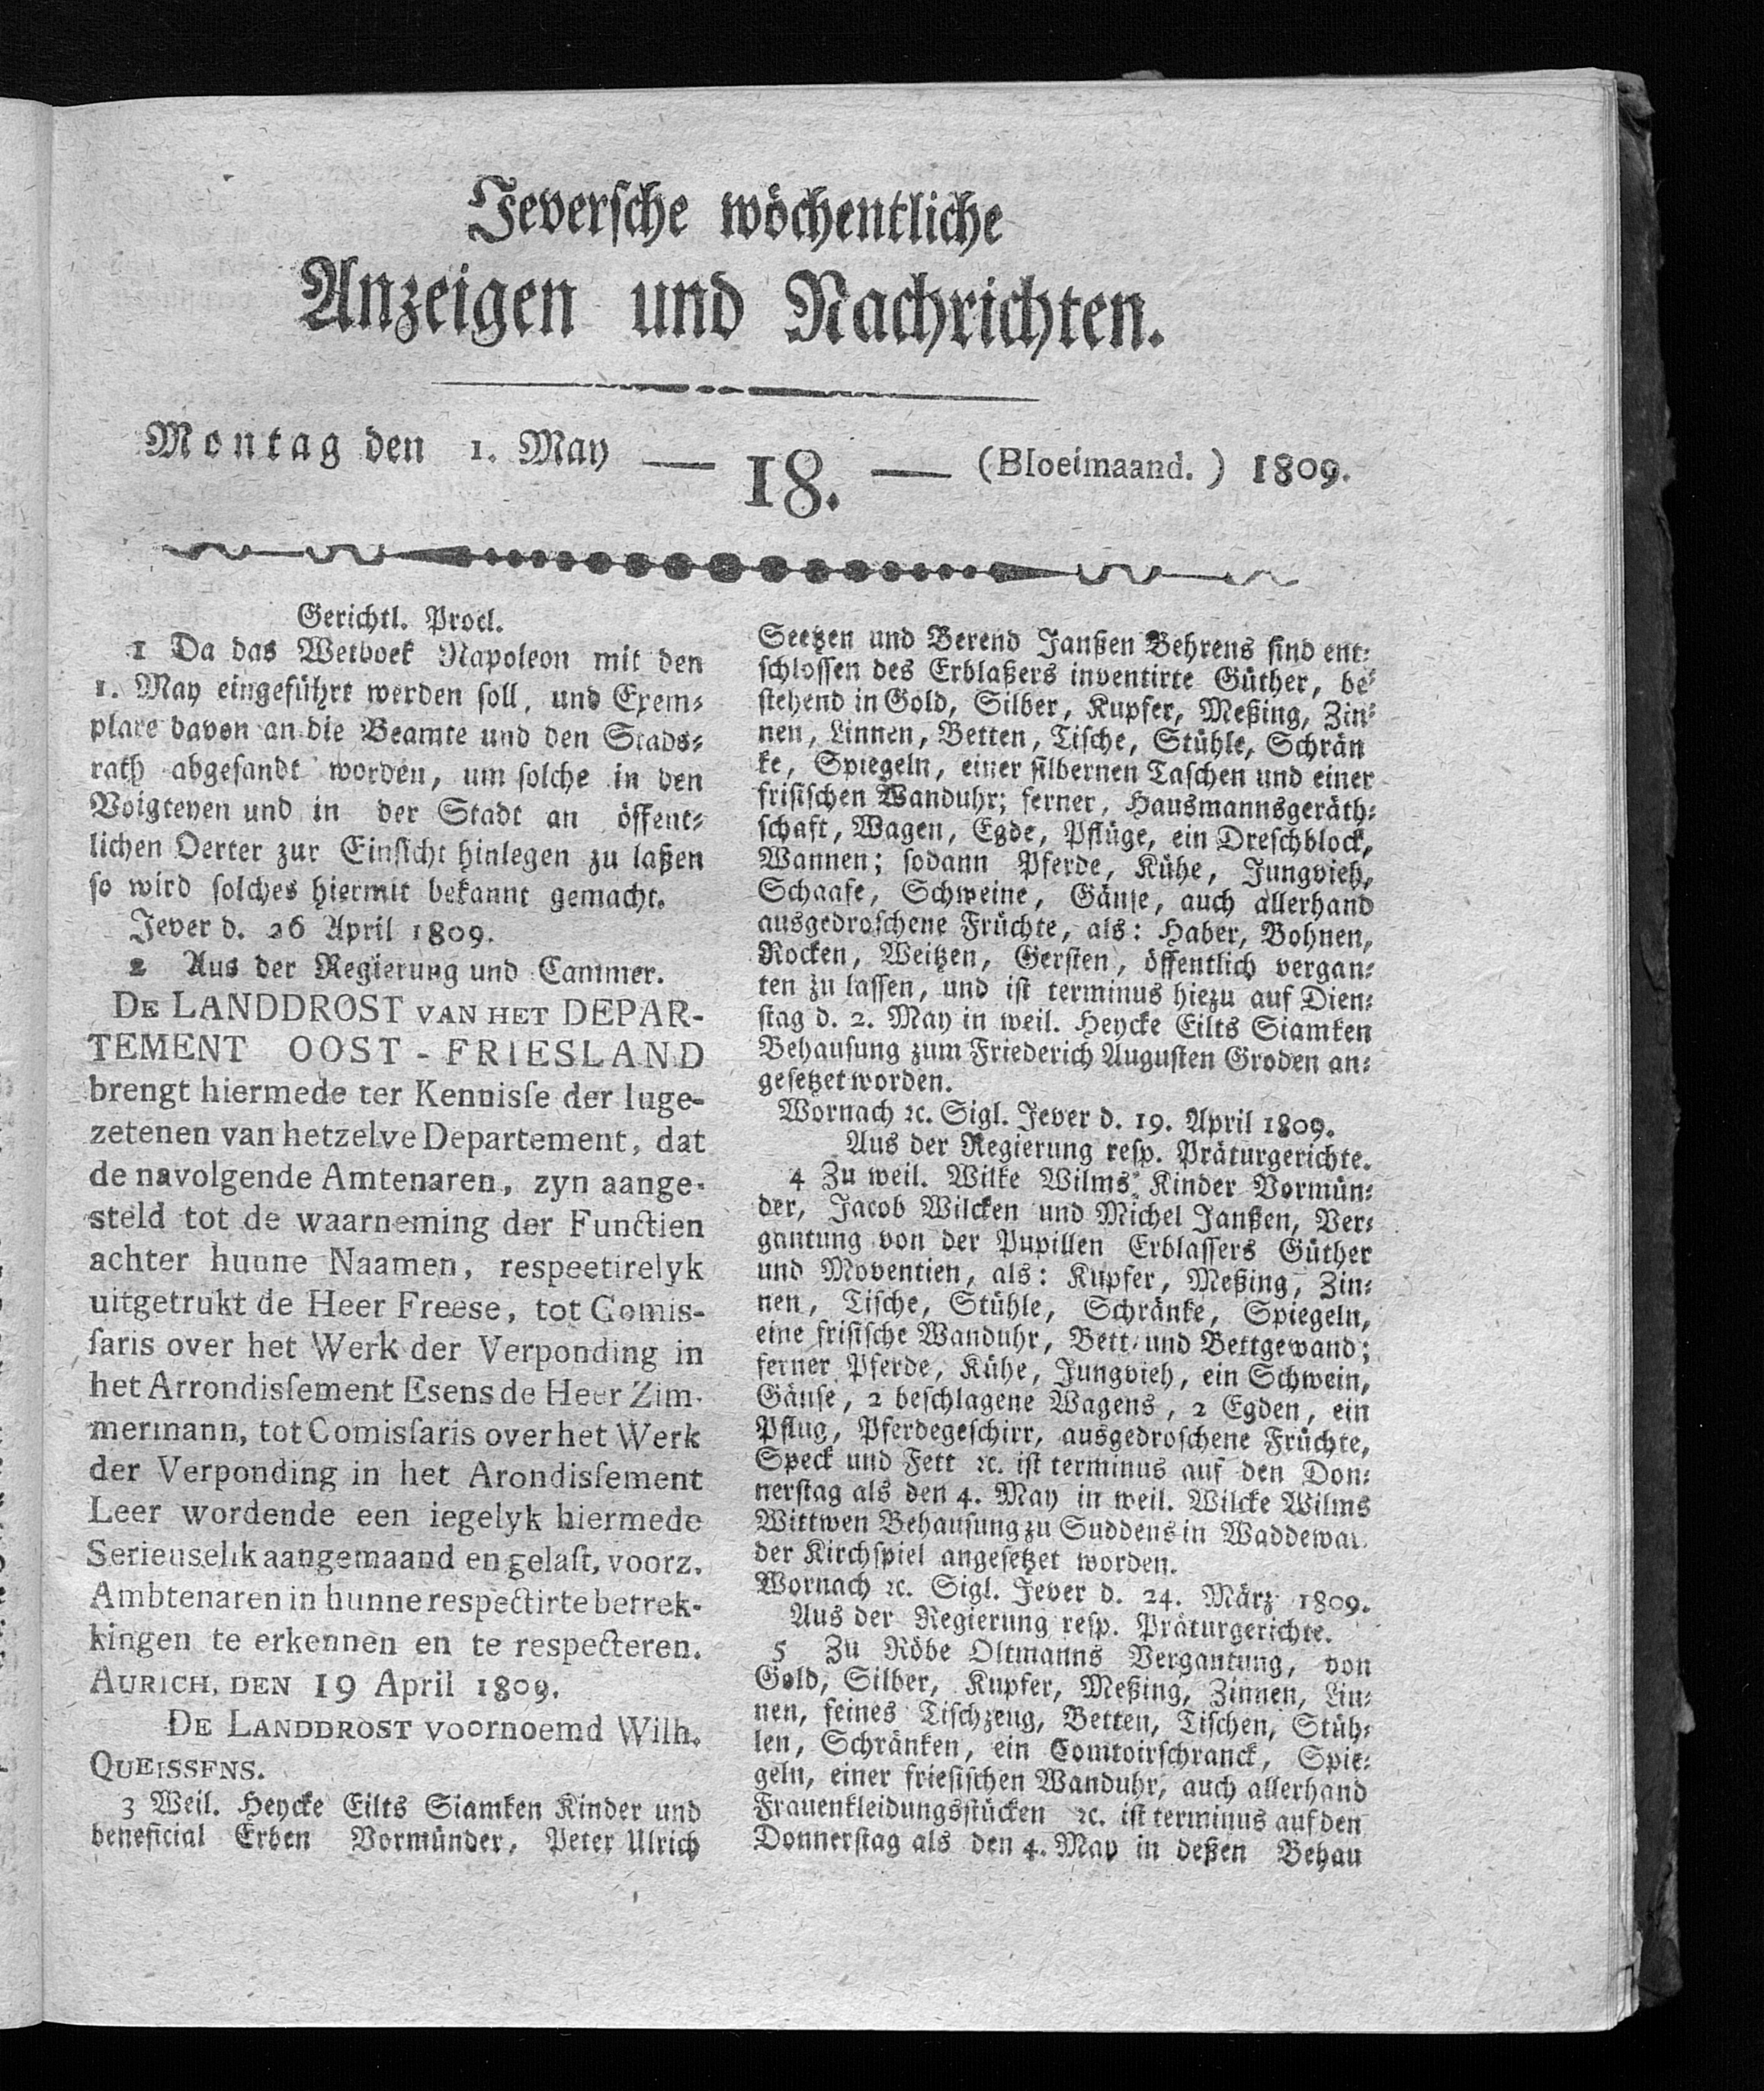 Jeversche wöchentliche
Anzeigen und Nachrichten.
Montag den 1. May — 18. — (Bloeimaand.) 1809.
Gerichtl. Procl.
1 Da das Wetboek Napoleon mit den
1. May eingeführt werden soll, und Exem⸗
plare davon an die Beamte und den Stads⸗
rath abgesandt worden, um solche in den
Voigteyen und in der Stadt an öffent⸗
lichen Oerter zur Einsicht hinlegen zu laßen
so wird solches hiermit bekannt gemacht.
Jever d. 26 April 1809.
2 Aus der Regierung und Cammer.
DE LANDDROST VAN HET DEPAR-
TEMENT OOST-FRIESLAND
brengt hiermede ter Kennisse der Iuge-
zetenen van hetzelve Departement, dat
de navolgende Amtenaren, zyn aange-
steld tot de waarneming der Functien
achter hunne Naamen, respeetirelyk
uitgetrukt de Heer Freese, tot Comis-
saris over het Werk der Verponding in
het Arrondissement Esens de Heer Zim-
mermann, tot Comissaris over het Werk
der Verponding in het Arondissement
Leer wordende een iegelyk hiermede
Serieuselik aangemaand en gelast, voorz.
Ambtenaren in hunne respectirte betrek-
kingen te erkennen en te respecteren.
AURICH, DEN 19 April 1809.
DE LANDDROST voornoemd Wilh.
QUEISSENS.
3 Weil. Heycke Eilts Siamken Kinder und
beneficial Erben Vormünder, Peter Ulrich
Seetzen und Berend Janßen Behrens sind ent⸗
schlossen des Erblaßers inventirte Güther, be⸗
stehend in Gold, Silber, Kupfer, Meßing, Zin⸗
nen, Linnen, Betten, Tische, Stühle, Schrän
ke, Spiegeln, einer silbernen Taschen und einer
frisischen Wanduhr; ferner, Hausmannsgeräth⸗
schaft, Wagen, Egde, Pflüge, ein Dreschblock,
Wannen; sodann Pferde, Kühe, Jungvieh,
Schaafe, Schweine, Gänse, auch allerhand
ausgedroschene Früchte, als: Haber, Bohnen,
Rocken, Weitzen, Gersten, öffentlich vergan⸗
ten zu lassen, und ist terminus hiezu auf Dien⸗
stag d. 2. May in weil. Heycke Eilts Siamken
Behausung zum Friederich Augusten Groden an⸗
gesetzet worden.
Wornach ꝛc. Sigl. Jever d. 19. April 1809.
Aus der Regierung resp. Präturgerichte.
4 Zu weil. Wilke Wilms Kinder Vormün⸗
der, Jacob Wilcken und Michel Janßen, Ver⸗
gantung von der Pupillen Erblassers Güther
und Moventien, als: Kupfer, Meßing, Zin⸗
nen, Tische, Stühle, Schränke, Spiegeln,
eine frisische Wanduhr, Bett⸗ und Bettgewand;
ferner Pferde, Kühe, Jungvieh, ein Schwein,
Gänse, 2 beschlagene Wagens, 2 Egden, ein
Pflug, Pferdegeschirr, ausgedroschene Früchte,
Speck und Fett ꝛc. ist terminus auf den Don⸗
nerstag als den 4. May in weil. Wilcke Wilms
Wittwen Behausung zu Suddens in Waddewar
der Kirchspiel angesetzet worden.
Wornach ꝛc. Sigl. Jever d. 24. März 1809.
Aus der Regierung resp. Präturgerichte.
5 Zu Röbe Oltmanns Vergantung, von
Gold, Silber, Kupfer, Meßing, Zinnen, Lin⸗
nen, feines Tischzeug, Betten, Tischen, Stüh⸗
len, Schränken, ein Comtoirschranck, Spie⸗
geln, einer friesischen Wanduhr, auch allerhand
Frauenkleidungsstücken ꝛc. ist terminus auf den
Donnerstag als den 4. May in deßen Behau